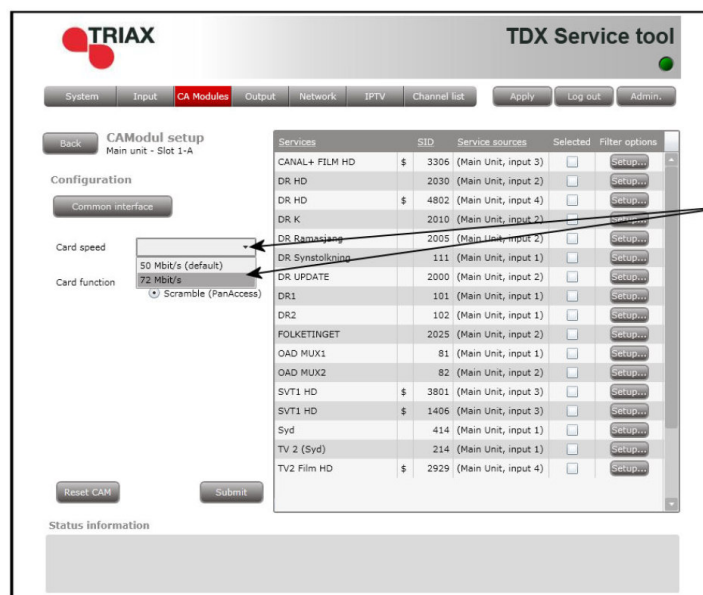 TRIAX
TDX Service tool
System Input CA Modules Output Network IPTV Channel list Apply Log out Admin.
Back CAModul setup
Main unit - Slot 1-A
Configuration
Common interface
Card speed
50 Mbit/s (default)
72 Mbit/s
Card function
Scramble (PanAccess)
Reset CAM Submit
Services SID Service sources Selected Filter options
CANAL+ FILM HD $ 3306 (Main Unit, input 3) Setup...
DR HD 2030 (Main Unit, input 2) Setup...
DR HD $ 4802 (Main Unit, input 4) Setup...
DR K 2010 (Main Unit, input 2) Setup...
DR Ramasjang 2005 (Main Unit, input 2) Setup...
DR Synstolkning 111 (Main Unit, input 1) Setup...
DR UPDATE 2000 (Main Unit, input 2) Setup...
DR1 101 (Main Unit, input 1) Setup...
DR2 102 (Main Unit, input 1) Setup...
FOLKETINGET 2025 (Main Unit, input 2) Setup...
OAD MUX1 81 (Main Unit, input 1) Setup...
OAD MUX2 82 (Main Unit, input 2) Setup...
SVT1 HD $ 3801 (Main Unit, input 3) Setup...
SVT1 HD $ 1406 (Main Unit, input 3) Setup...
Syd 414 (Main Unit, input 1) Setup...
TV 2 (Syd) 214 (Main Unit, input 1) Setup...
TV2 Film HD $ 2929 (Main Unit, input 4) Setup...
Status information